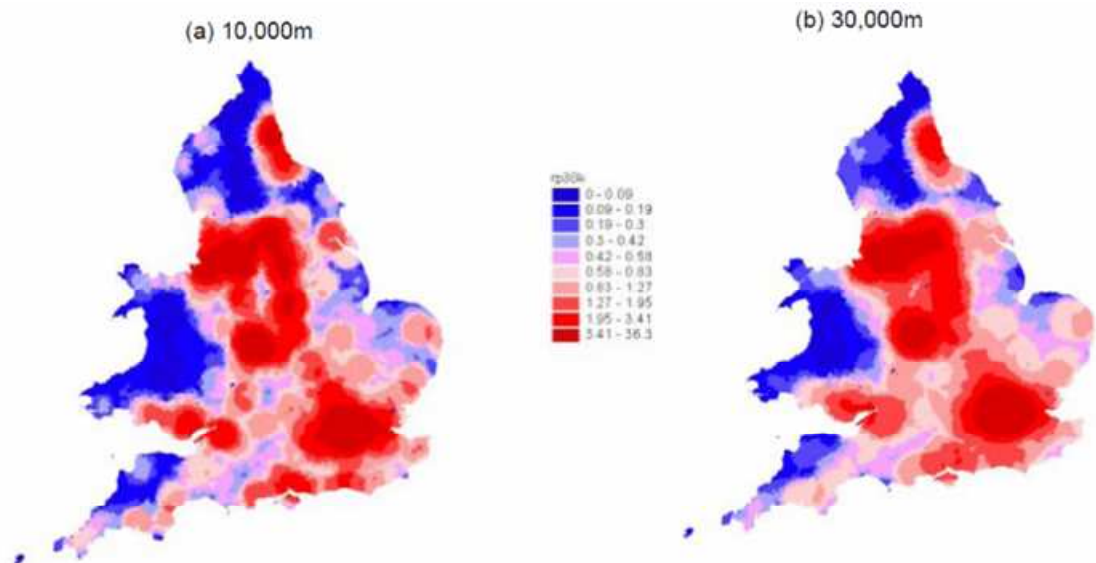 (a) 10,000m
(b) 30,000m
rp30k
0 - 0.09
0.09 - 0.19
0.19 - 0.3
0.3 - 0.42
0.42 - 0.58
0.58 - 0.83
0.83 - 1.27
1.27 - 1.95
1.95 - 3.41
3.41 - 36.3